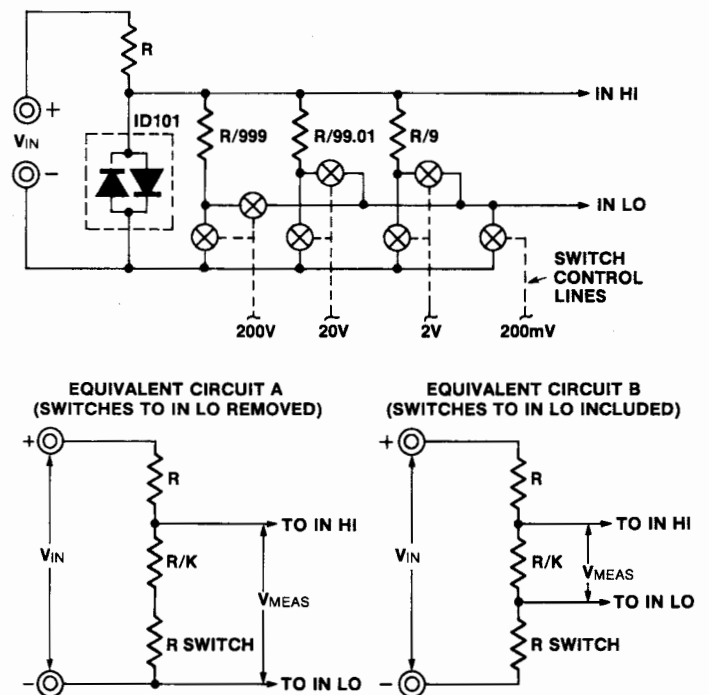 R
+
VIN
−
ID101
R/999
R/99.01
R/9
IN HI
IN LO
SWITCH
CONTROL
LINES
200V
20V
2V
200mV
EQUIVALENT CIRCUIT A
(SWITCHES TO IN LO REMOVED)
+
R
TO IN HI
VIN
R/K
VMEAS
R SWITCH
−
TO IN LO
EQUIVALENT CIRCUIT B
(SWITCHES TO IN LO INCLUDED)
+
R
TO IN HI
VIN
R/K
VMEAS
TO IN LO
R SWITCH
−